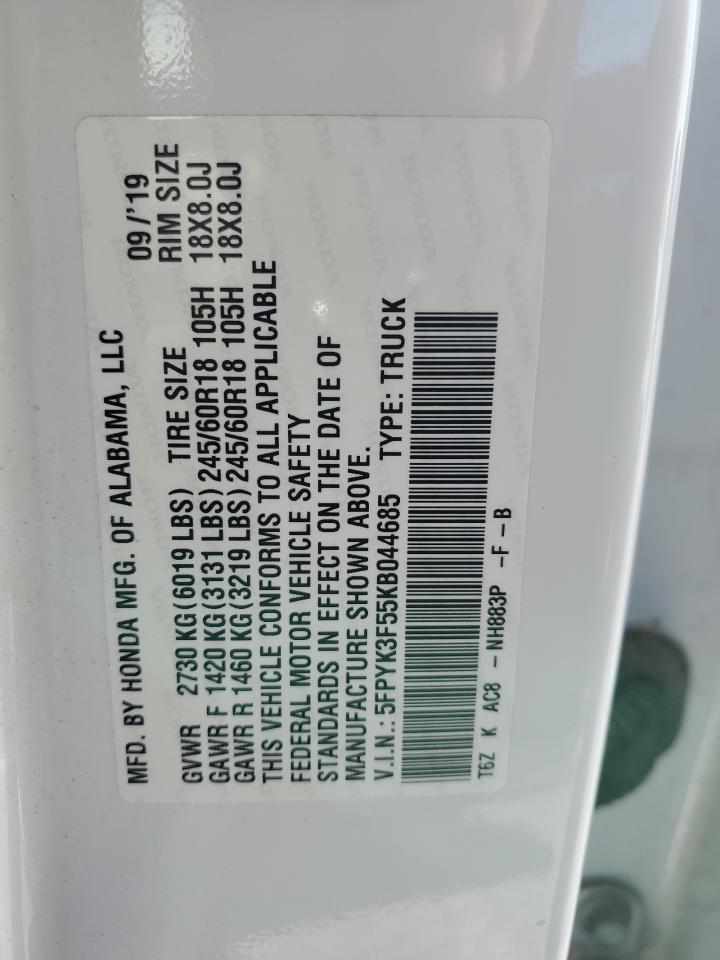 MFD. BY HONDA MFG. OF ALABAMA, LLC 09/'19
GVWR 2730 KG(6019 LBS) TIRE SIZE RIM SIZE
GAWR F 1420 KG(3131 LBS)245/60R18 105H 18X8.0J
GAWR R 1460 KG(3219 LBS)245/60R18 105H 18X8.0J
THIS VEHICLE CONFORMS TO ALL APPLICABLE
FEDERAL MOTOR VEHICLE SAFETY
STANDARDS IN EFFECT ON THE DATE OF
MANUFACTURE SHOWN ABOVE.
V.I.N.: 5FPYK3F55KB044685 TYPE: TRUCK
T6Z K AC8 - NH883P -F-B